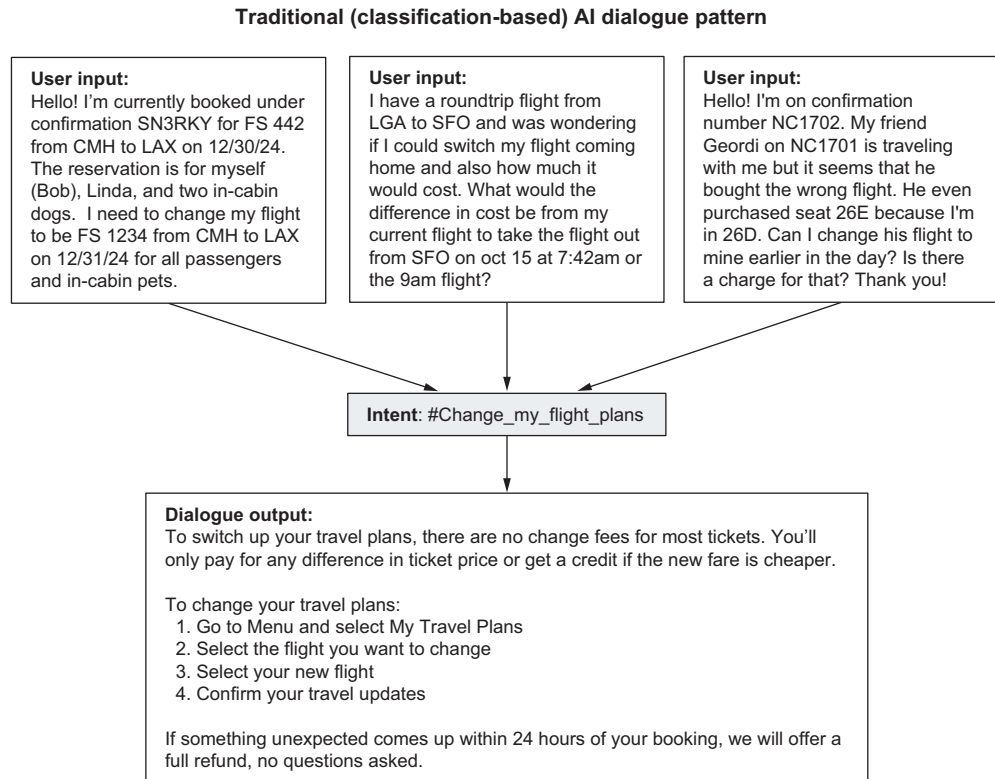 Traditional (classification-based) AI dialogue pattern
User input:
Hello! I’m currently booked under
confirmation SN3RKY for FS 442
from CMH to LAX on 12/30/24.
The reservation is for myself
(Bob), Linda, and two in-cabin
dogs.  I need to change my flight
to be FS 1234 from CMH to LAX
on 12/31/24 for all passengers
and in-cabin pets.
User input:
I have a roundtrip flight from
LGA to SFO and was wondering
if I could switch my flight coming
home and also how much it
would cost. What would the
difference in cost be from my
current flight to take the flight out
from SFO on oct 15 at 7:42am or
the 9am flight?
User input:
Hello! I'm on confirmation
number NC1702. My friend
Geordi on NC1701 is traveling
with me but it seems that he
bought the wrong flight. He even
purchased seat 26E because I'm
in 26D. Can I change his flight to
mine earlier in the day? Is there
a charge for that? Thank you!
Intent: #Change_my_flight_plans
Dialogue output:
To switch up your travel plans, there are no change fees for most tickets. You’ll
only pay for any difference in ticket price or get a credit if the new fare is cheaper.
To change your travel plans:
1. Go to Menu and select My Travel Plans
2. Select the flight you want to change
3. Select your new flight
4. Confirm your travel updates
If something unexpected comes up within 24 hours of your booking, we will offer a
full refund, no questions asked.